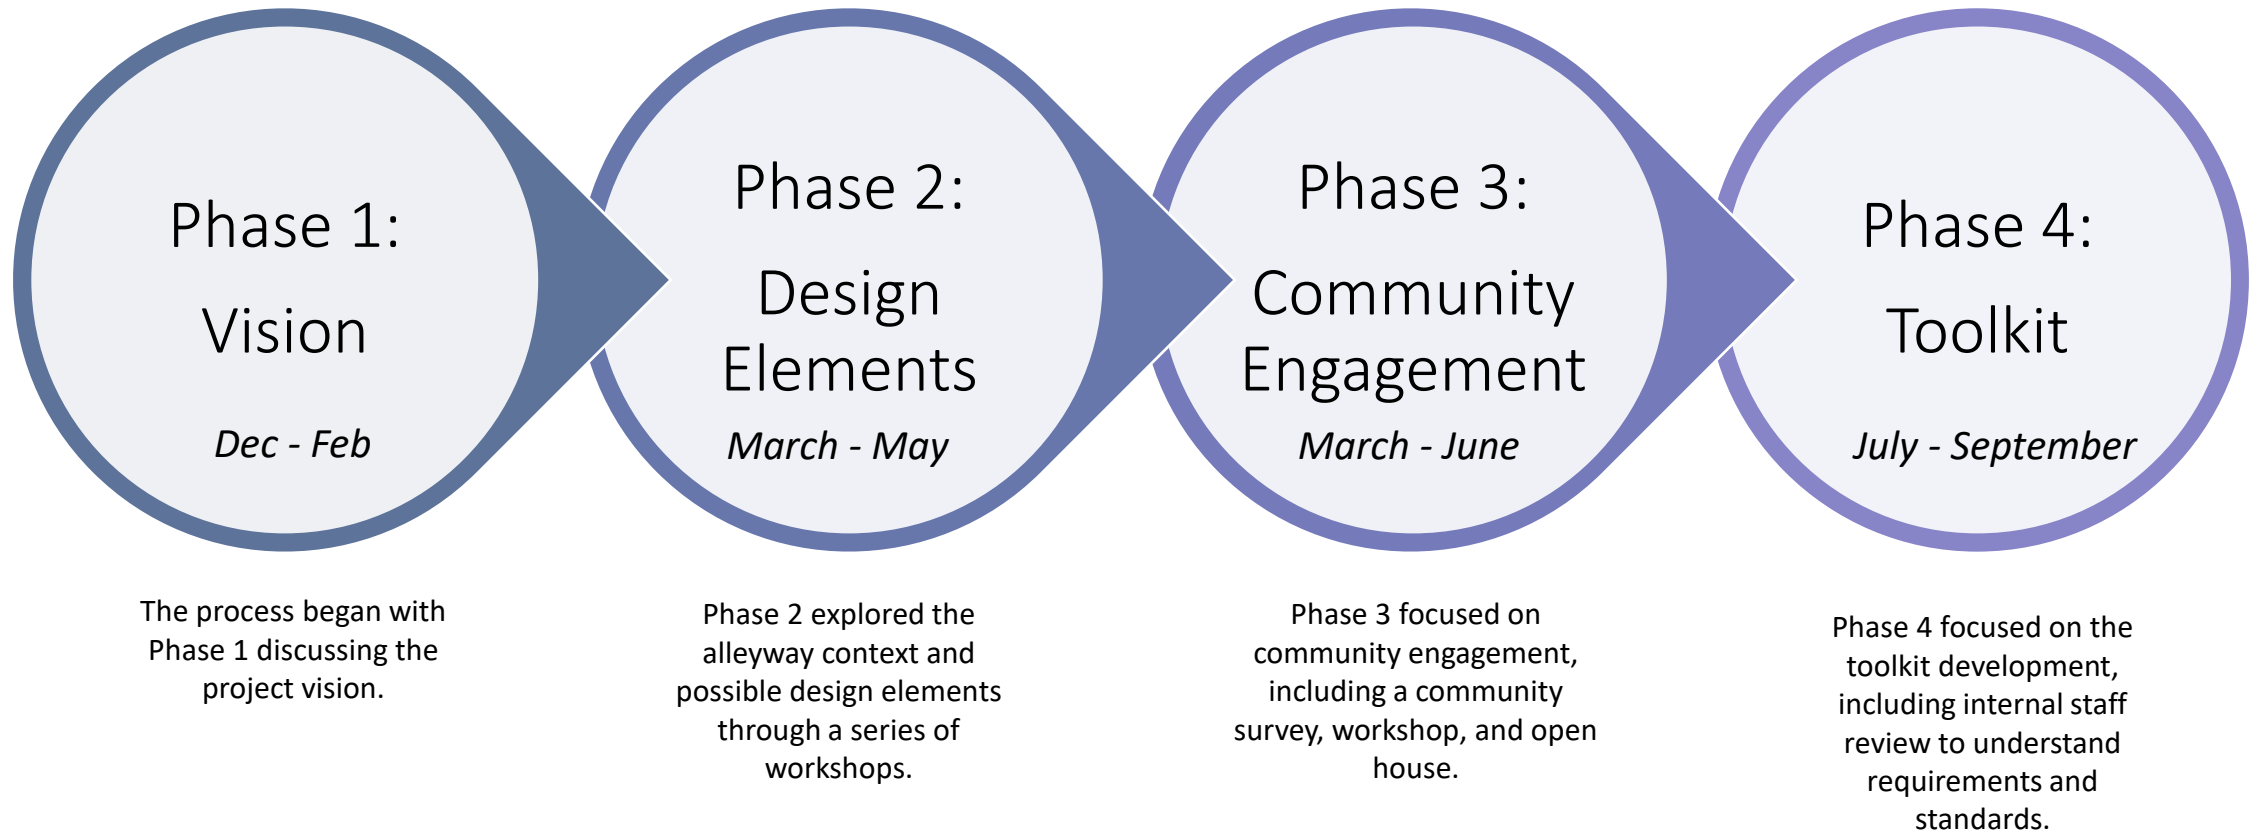 Phase 1:
Vision
Dec - Feb
The process began with
Phase 1 discussing the
project vision.
Phase 2:
Design
Elements
March - May
Phase 2 explored the
alleyway context and
possible design elements
through a series of
workshops.
Phase 3:
Community
Engagement
March - June
Phase 3 focused on
community engagement,
including a community
survey, workshop, and open
house.
Phase 4:
Toolkit
July - September
Phase 4 focused on the
toolkit development,
including internal staff
review to understand
requirements and
standards.